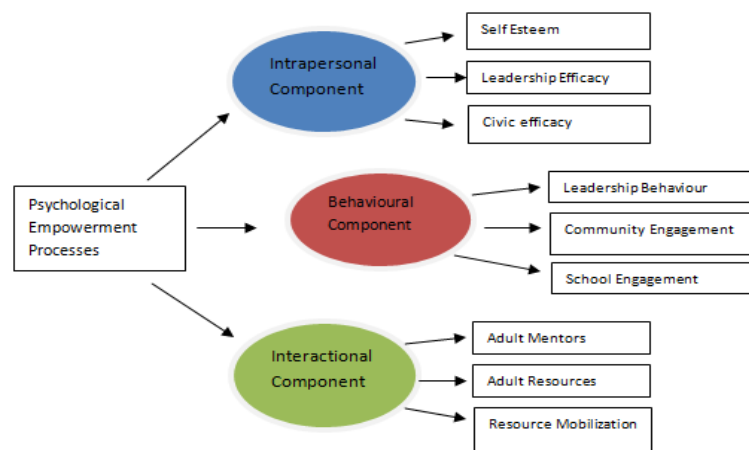 Psychological
Empowerment
Processes
Intrapersonal
Component
Self Esteem
Leadership Efficacy
Civic efficacy
Behavioural
Component
Leadership Behaviour
Community Engagement
School Engagement
Interactional
Component
Adult Mentors
Adult Resources
Resource Mobilization